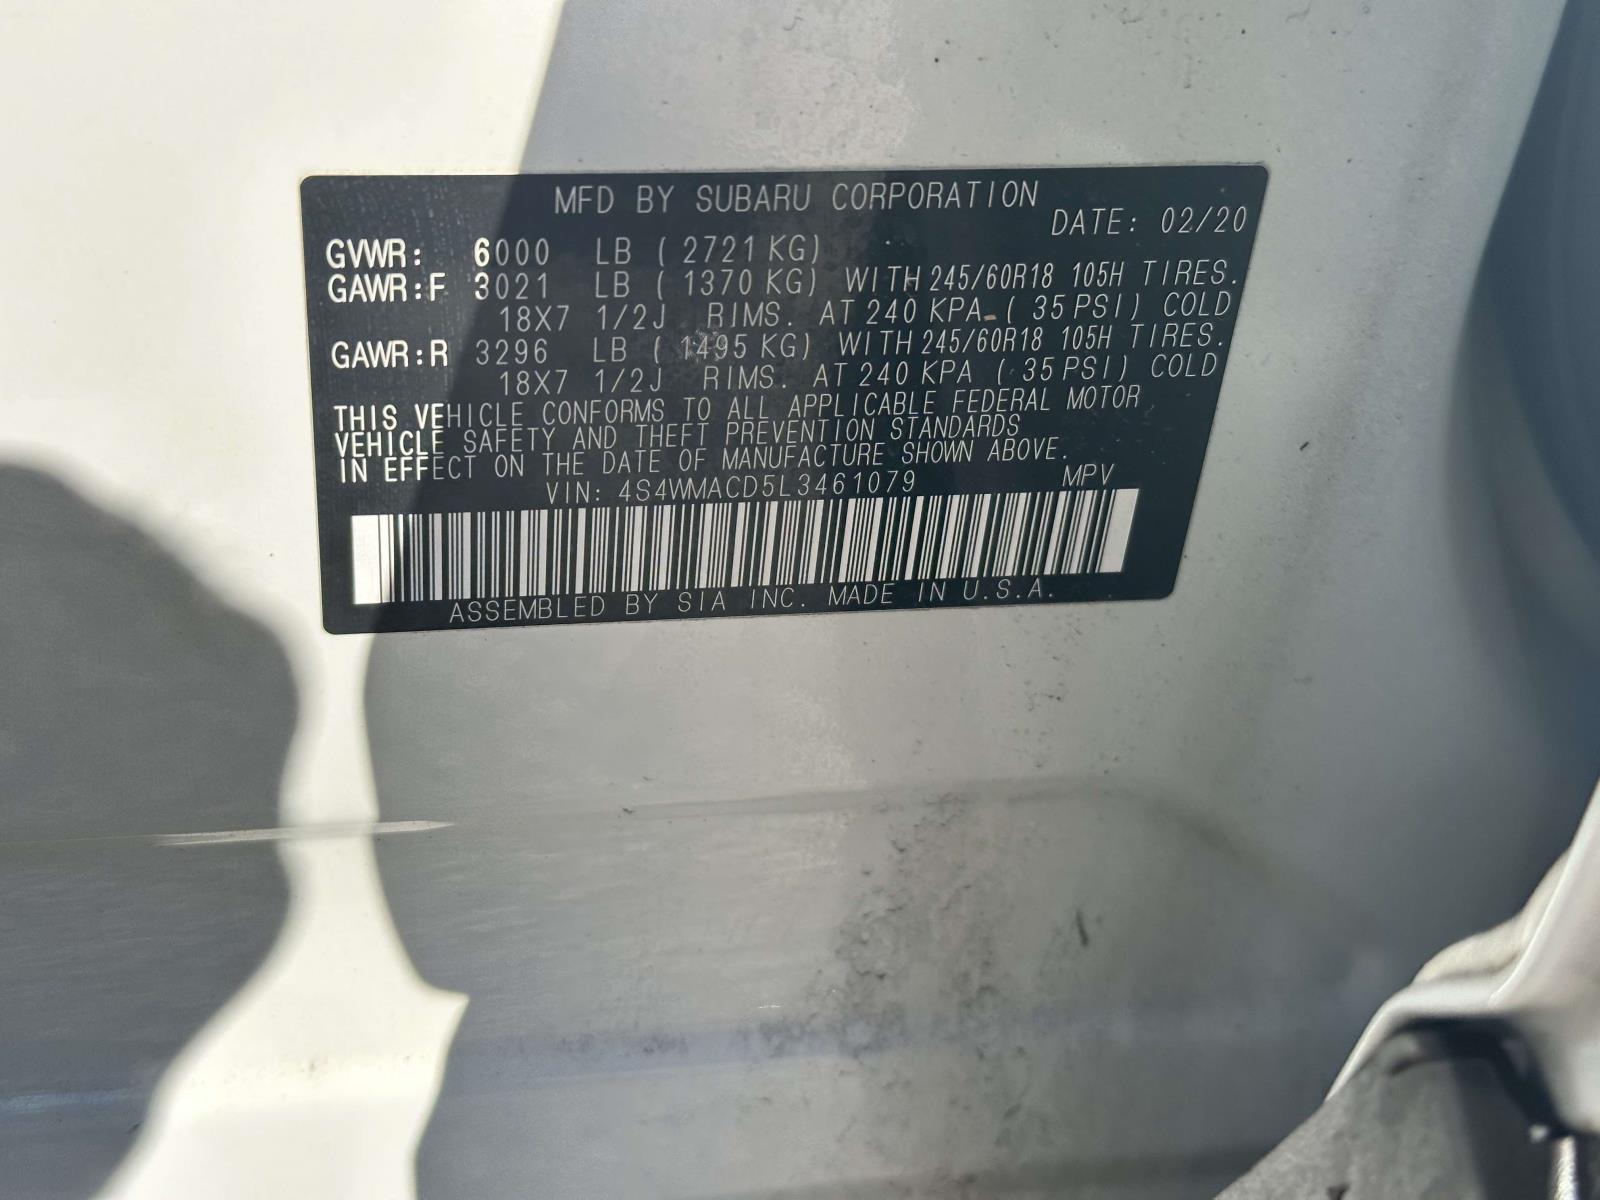 MFD BY SUBARU CORPORATION
DATE: 02/20
GVWR: 6000 LB ( 2721 KG)
GAWR:F 3021 LB ( 1370 KG) WITH 245/60R18 105H TIRES.
18X7 1/2J RIMS. AT 240 KPA ( 35 PSI) COLD
GAWR:R 3296 LB ( 1495 KG) WITH 245/60R18 105H TIRES.
18X7 1/2J RIMS. AT 240 KPA ( 35 PSI) COLD
THIS VEHICLE CONFORMS TO ALL APPLICABLE FEDERAL MOTOR
VEHICLE SAFETY AND THEFT PREVENTION STANDARDS
IN EFFECT ON THE DATE OF MANUFACTURE SHOWN ABOVE.
VIN: 4S4WMACD5L3461079 MPV
ASSEMBLED BY SIA INC. MADE IN U.S.A.